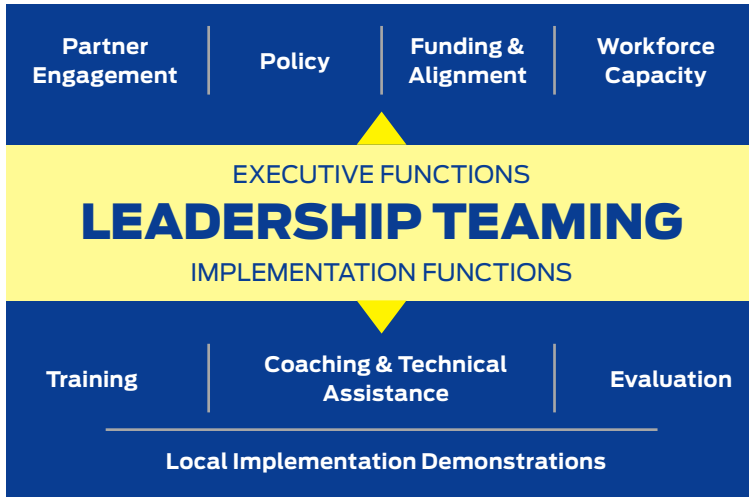 Partner Engagement
Policy
Funding & Alignment
Workforce Capacity
EXECUTIVE FUNCTIONS
LEADERSHIP TEAMING
IMPLEMENTATION FUNCTIONS
Training
Coaching & Technical Assistance
Evaluation
Local Implementation Demonstrations